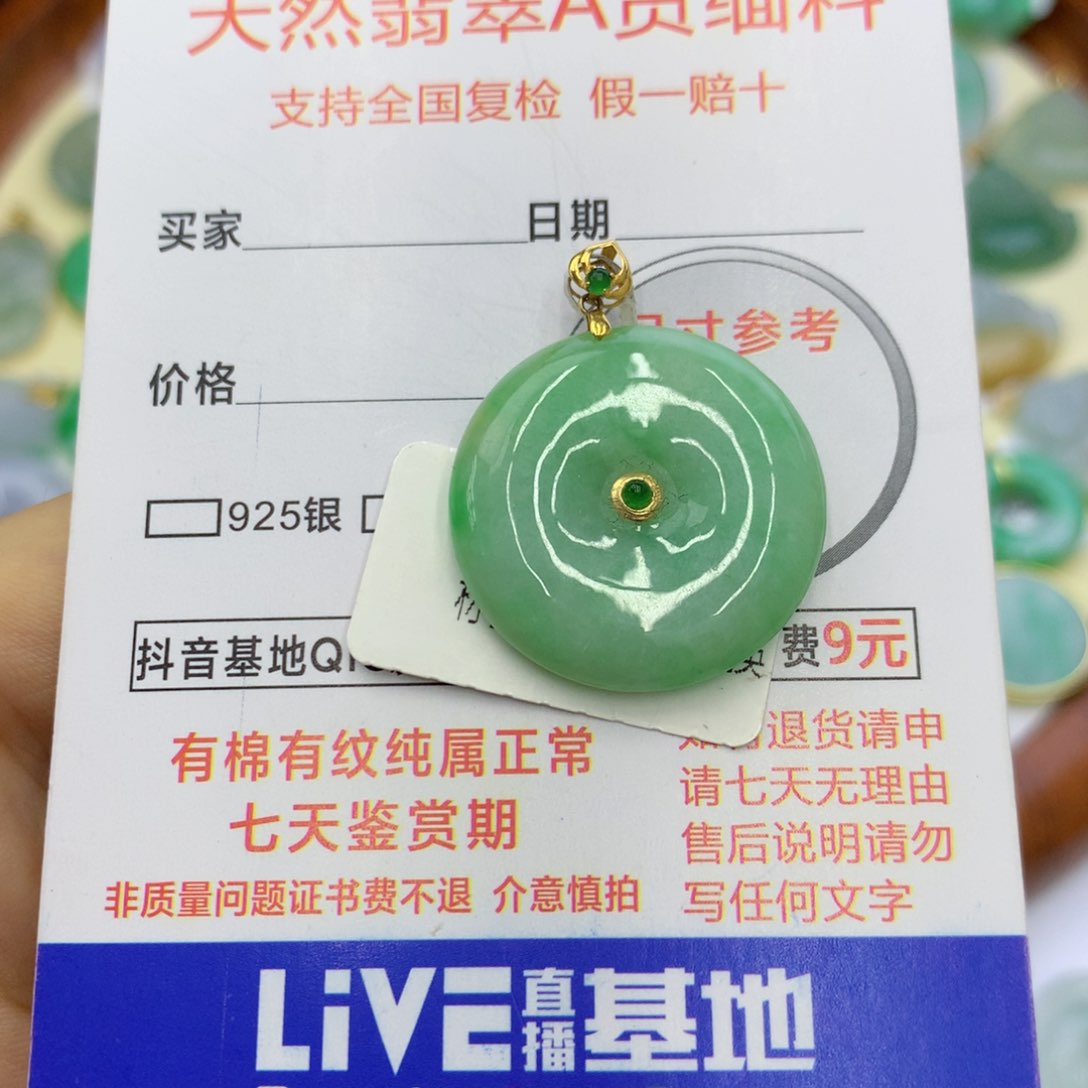 天然翡翠A货细料
支持全国复检 假一赔十
买家 日期
尺寸参考
价格
925银
抖音基地 费9元
有棉有纹纯属正常
七天鉴赏期
非质量问题证书费不退 介意慎拍
退货请申
请七天无理由
售后说明请勿
写任何文字
LiVE直播基地